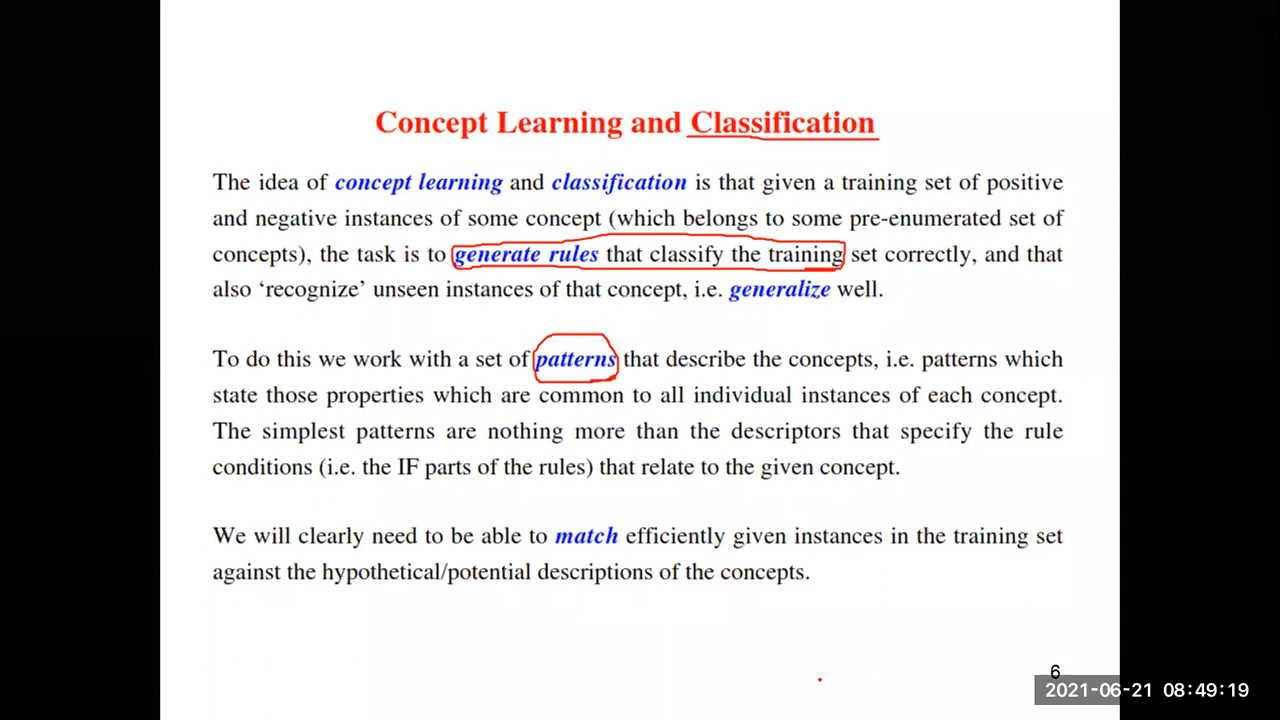 Concept Learning and Classification
The idea of concept learning and classification is that given a training set of positive
and negative instances of some concept (which belongs to some pre-enumerated set of
concepts), the task is to generate rules that classify the training set correctly, and that
also ‘recognize’ unseen instances of that concept, i.e. generalize well.
To do this we work with a set of patterns that describe the concepts, i.e. patterns which
state those properties which are common to all individual instances of each concept.
The simplest patterns are nothing more than the descriptors that specify the rule
conditions (i.e. the IF parts of the rules) that relate to the given concept.
We will clearly need to be able to match efficiently given instances in the training set
against the hypothetical/potential descriptions of the concepts.
6
2021-06-21 08:49:19